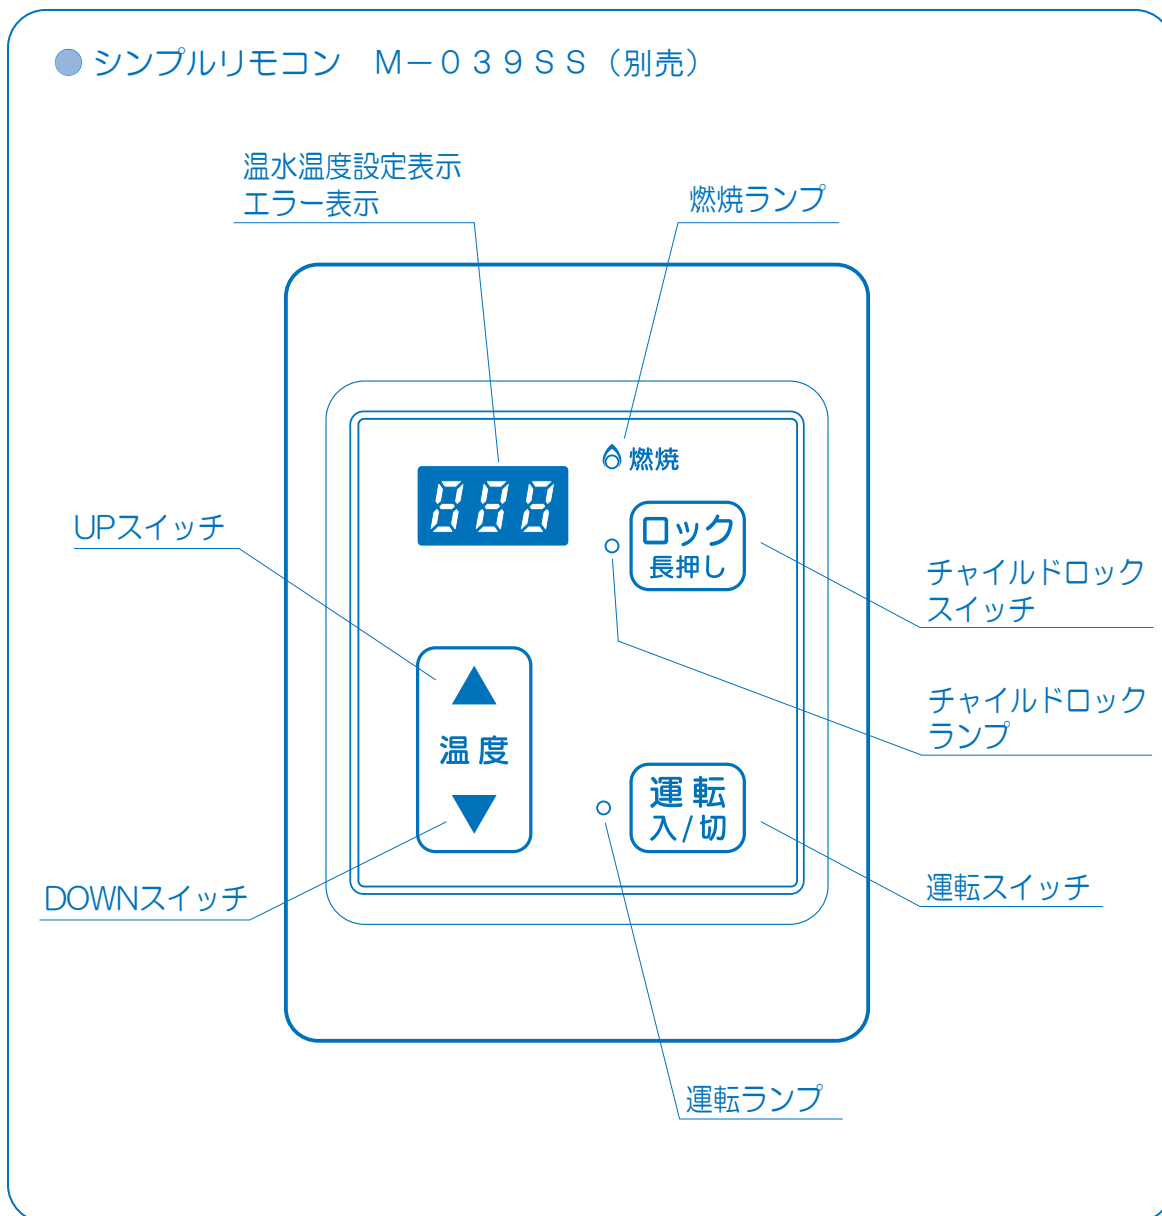 シンプルリモコン　M－０３９ＳＳ（別売）
温水温度設定表示
エラー表示
燃焼ランプ
燃焼
888
UPスイッチ
ロック
長押し
チャイルドロック
スイッチ
チャイルドロック
ランプ
温度
運転
入/切
DOWNスイッチ
運転スイッチ
運転ランプ